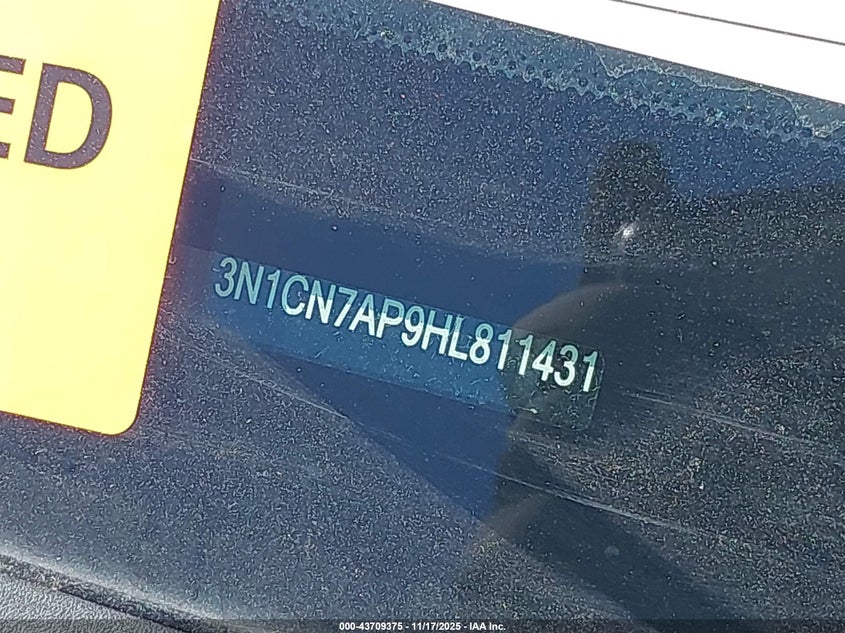 ED
3N1CN7AP9HL811431
000-43709375 - 11/17/2025 - IAA Inc.